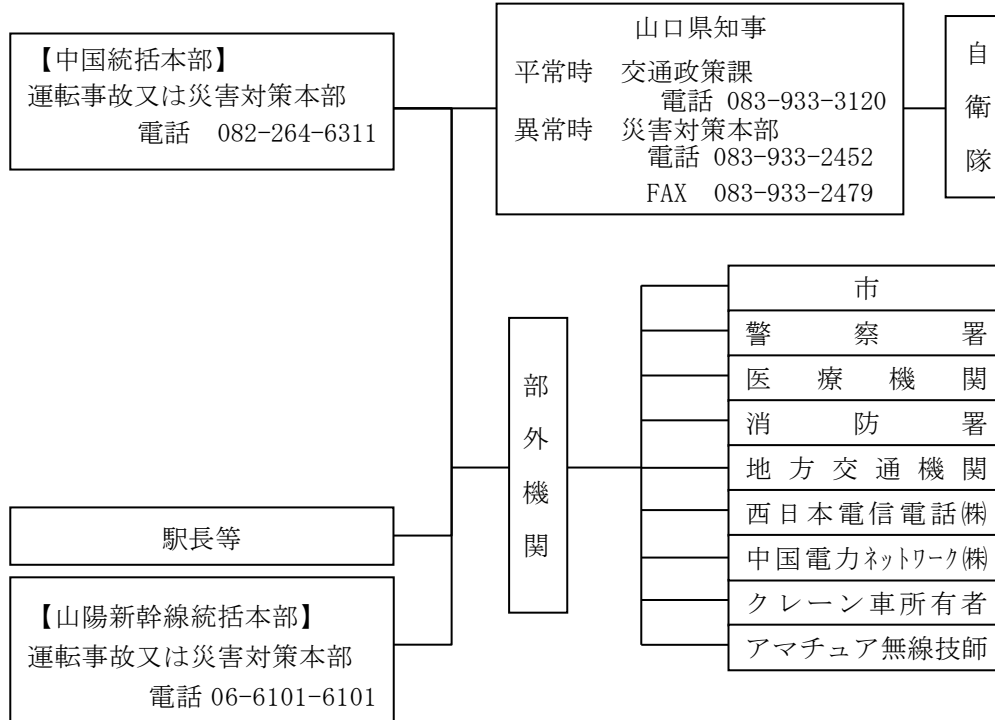 【中国統括本部】
運転事故又は災害対策本部
電話 082-264-6311
山口県知事
平常時 交通政策課
電話 083-933-3120
異常時 災害対策本部
電話 083-933-2452
FAX 083-933-2479
自衛隊
部外機関
市
警察署
医療機関
消防署
地方交通機関
西日本電信電話㈱
中国電力ネットワーク㈱
クレーン車所有者
アマチュア無線技師
駅長等
【山陽新幹線統括本部】
運転事故又は災害対策本部
電話 06-6101-6101